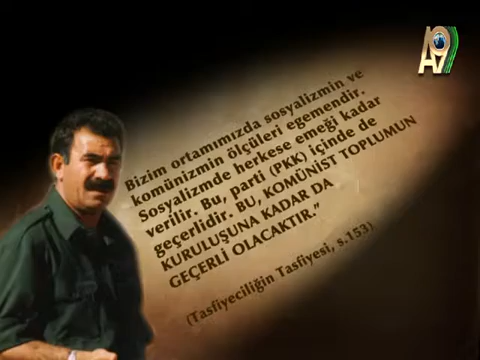 A9
Bizim ortamımızda sosyalizmin ve
komünizmin ölçüleri egemendir.
Sosyalizmde herkese emeği kadar
verilir. Bu, parti (PKK) içinde de
geçerlidir. BU, KOMÜNİST TOPLUMUN
KURULUŞUNA KADAR DA
GEÇERLİ OLACAKTIR.”
(Tasfiyeciliğin Tasfiyesi, s.153)